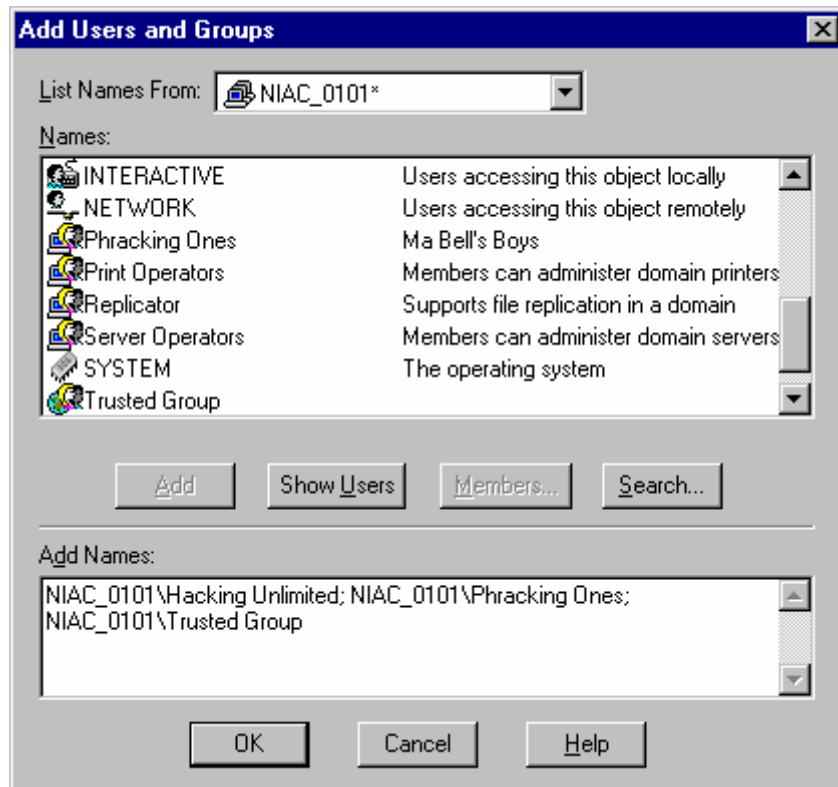 Add Users and Groups
List Names From: NIAC_0101*
Names:
INTERACTIVE Users accessing this object locally
NETWORK Users accessing this object remotely
Phracking Ones Ma Bell's Boys
Print Operators Members can administer domain printers
Replicator Supports file replication in a domain
Server Operators Members can administer domain servers
SYSTEM The operating system
Trusted Group
Add Show Users Members... Search...
Add Names:
NIAC_0101\Hacking Unlimited; NIAC_0101\Phracking Ones;
NIAC_0101\Trusted Group
OK Cancel Help